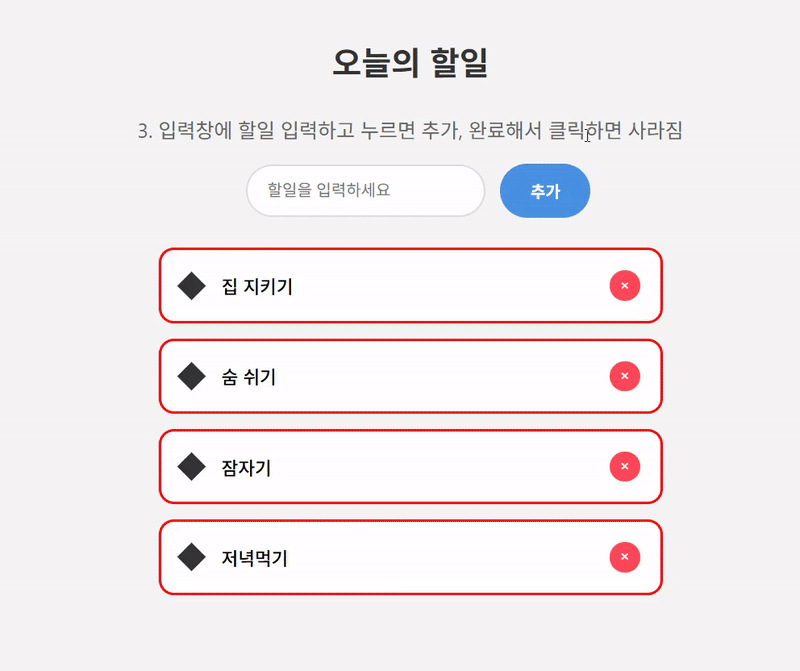 오늘의 할일
3. 입력창에 할일 입력하고 누르면 추가, 완료해서 클릭하면 사라짐
할일을 입력하세요 추가
집 지키기 ×
숨 쉬기 ×
잠자기 ×
저녁먹기 ×